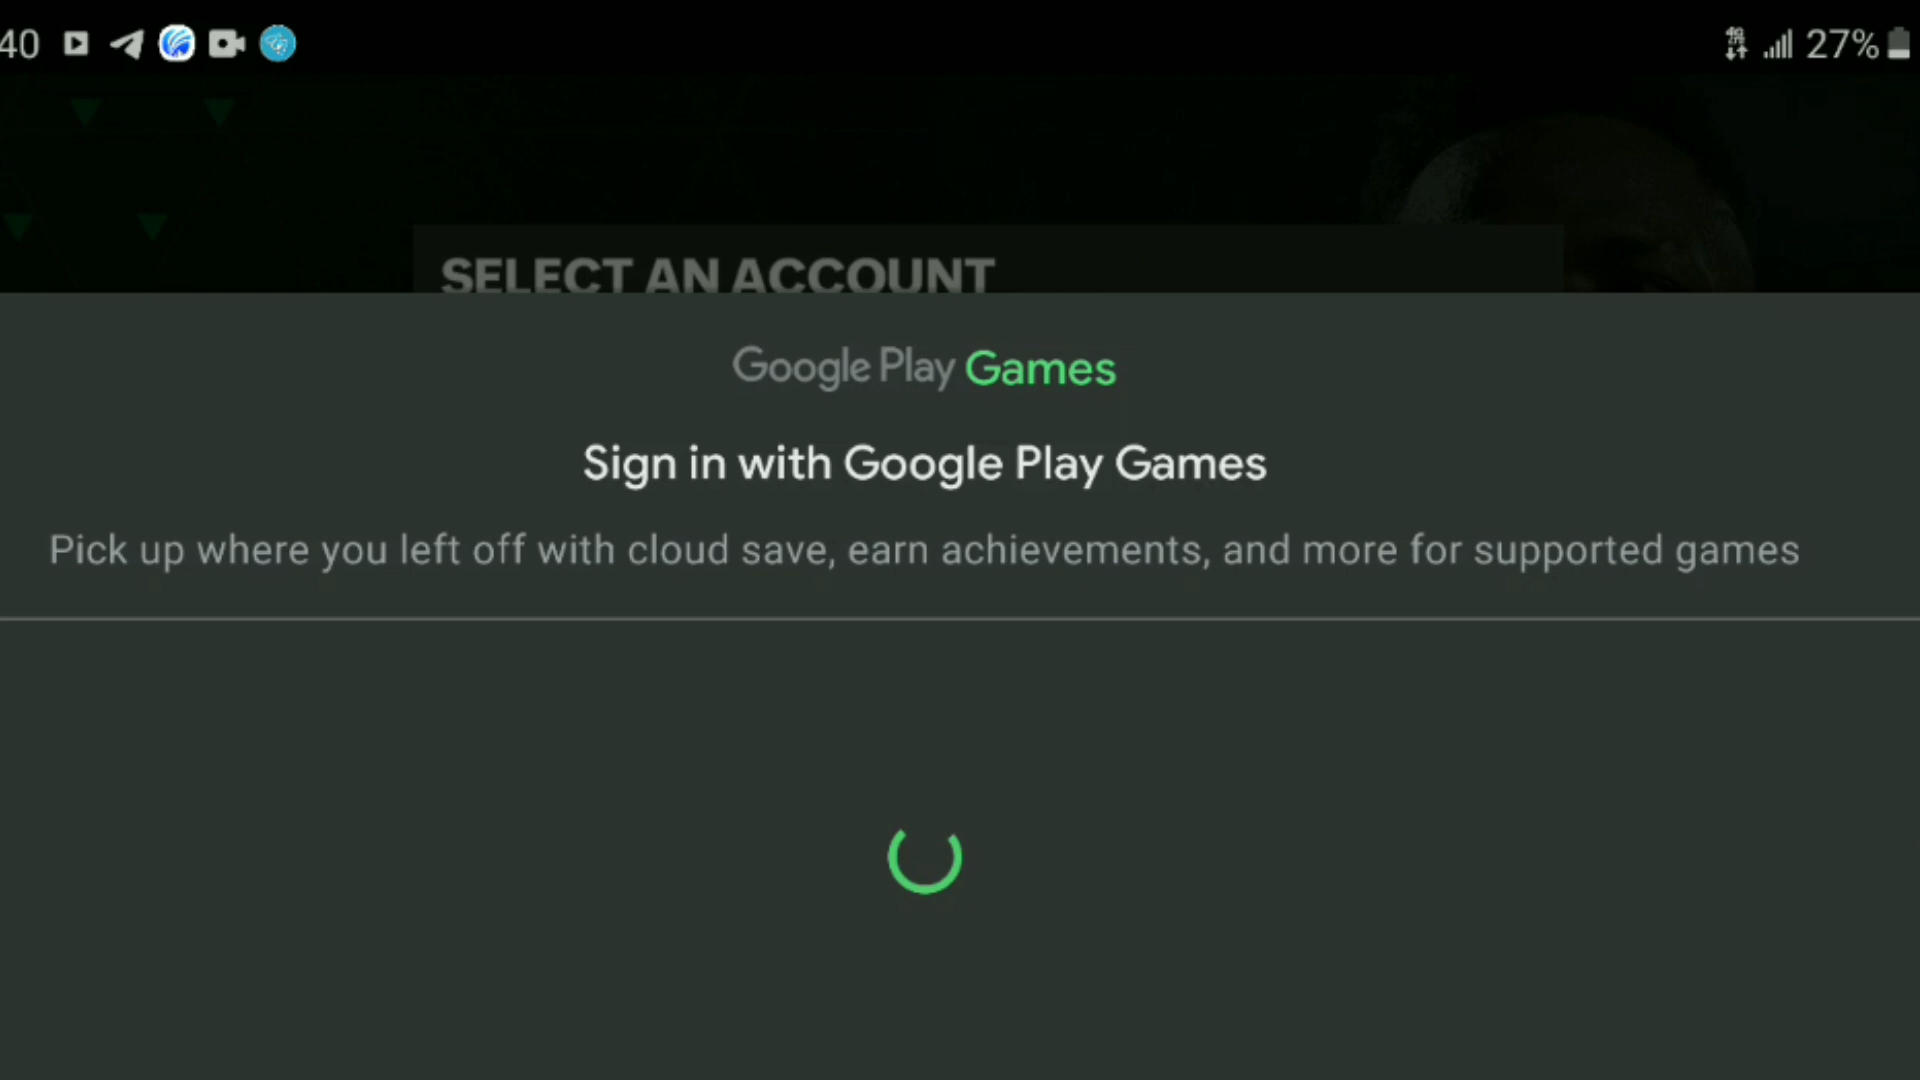 40
27%
SELECT AN ACCOUNT
Google Play Games
Sign in with Google Play Games
Pick up where you left off with cloud save, earn achievements, and more for supported games